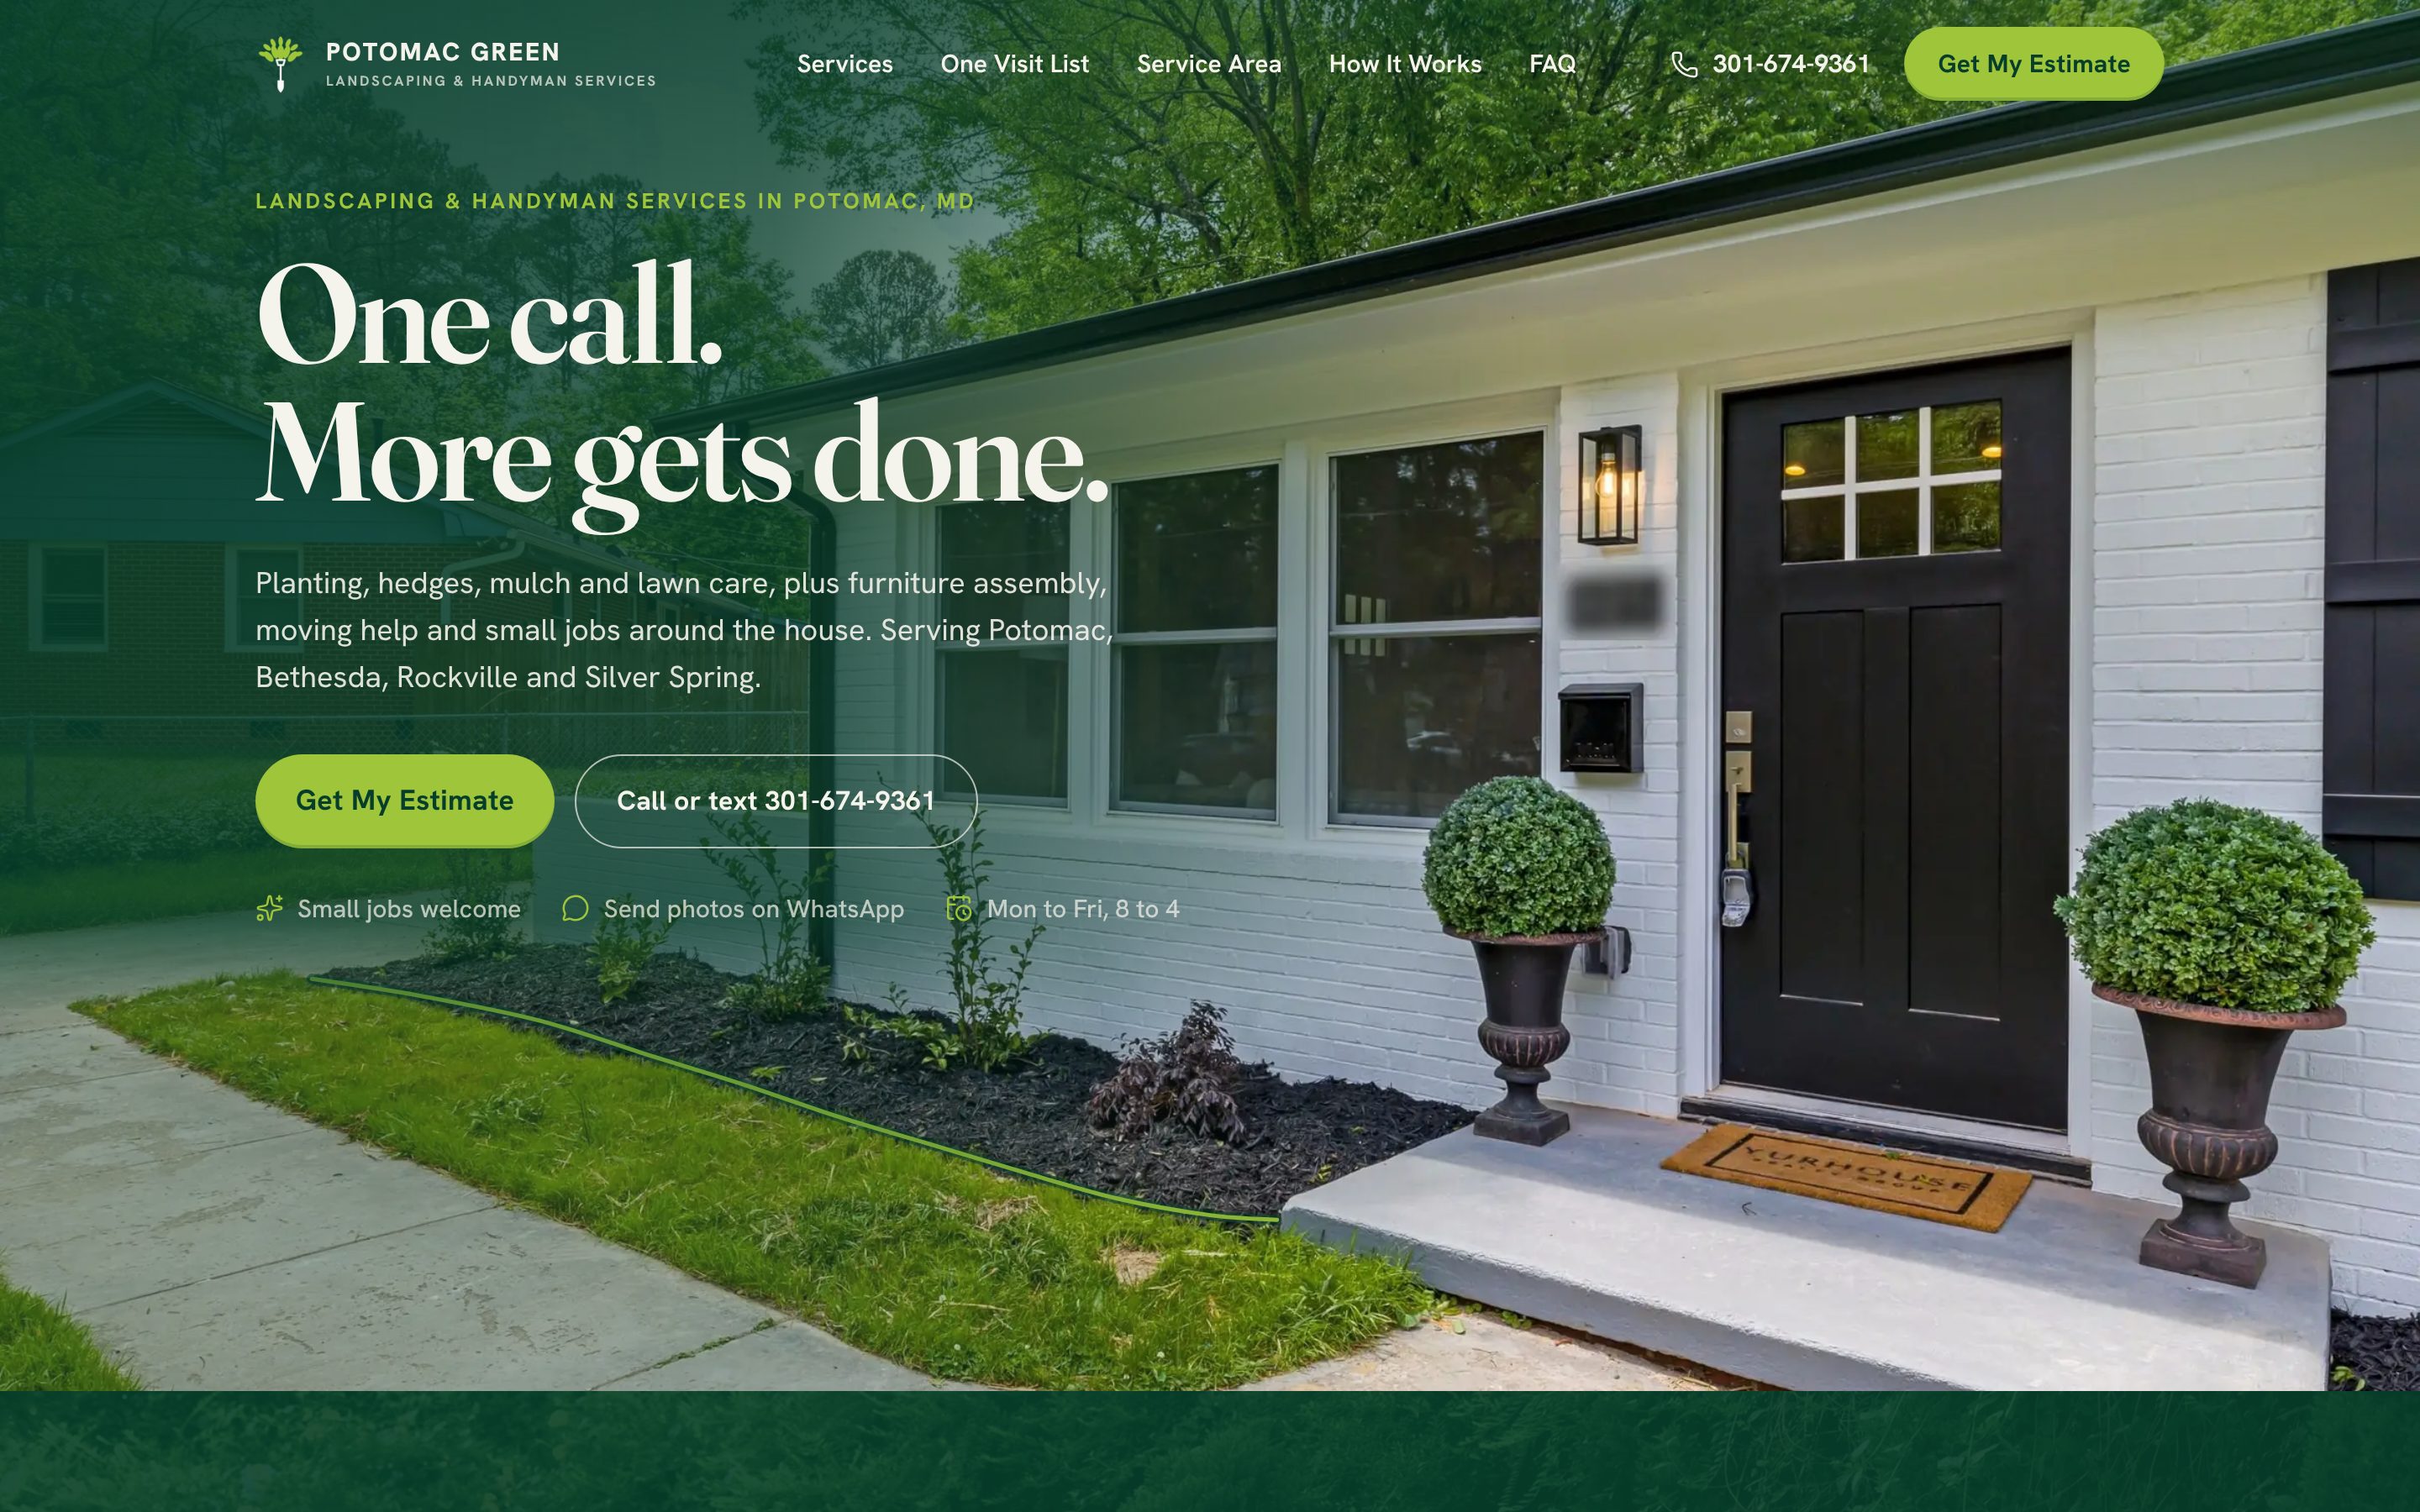 POTOMAC GREEN
LANDSCAPING & HANDYMAN SERVICES
Services
One Visit List
Service Area
How It Works
FAQ
301-674-9361
Get My Estimate
LANDSCAPING & HANDYMAN SERVICES IN POTOMAC, MD
One call.
More gets done.
Planting, hedges, mulch and lawn care, plus furniture assembly,
moving help and small jobs around the house. Serving Potomac,
Bethesda, Rockville and Silver Spring.
Get My Estimate
Call or text 301-674-9361
Small jobs welcome
Send photos on WhatsApp
Mon to Fri, 8 to 4
Mail
YURHOUSE